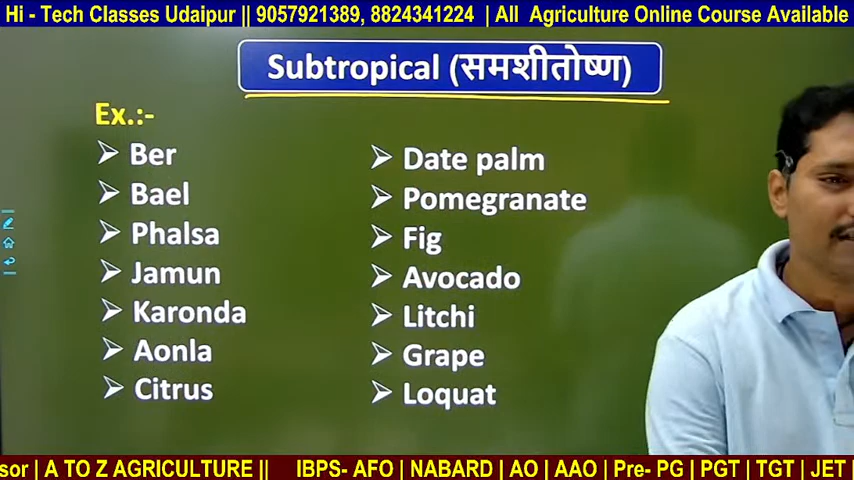 Hi - Tech Classes Udaipur || 9057921389, 8824341224 | All Agriculture Online Course Available
Subtropical (समशीतोष्ण)
Ex.:-
➢ Ber
➢ Bael
➢ Phalsa
➢ Jamun
➢ Karonda
➢ Aonla
➢ Citrus
➢ Date palm
➢ Pomegranate
➢ Fig
➢ Avocado
➢ Litchi
➢ Grape
➢ Loquat
sor | A TO Z AGRICULTURE || IBPS- AFO | NABARD | AO | AAO | Pre- PG | PGT | TGT | JET |